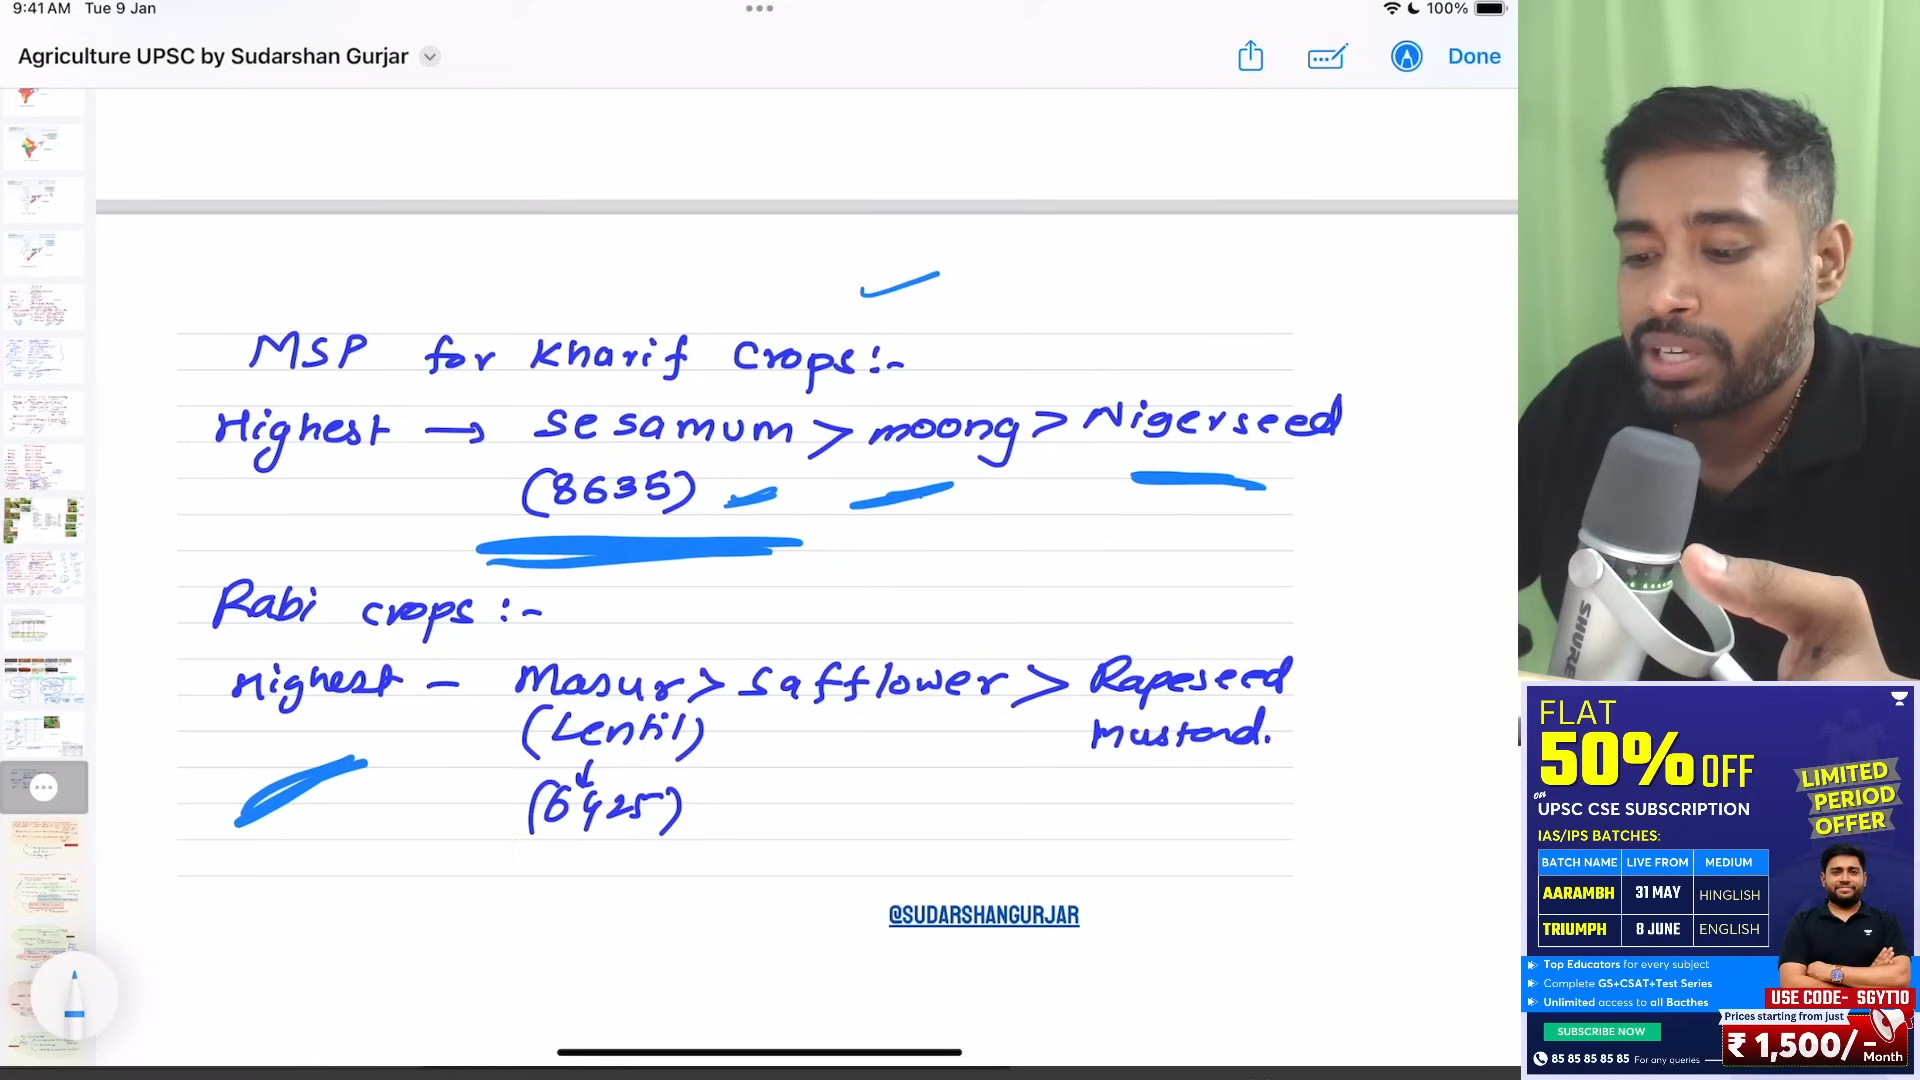 9:41 AM Tue 9 Jan
100%
Agriculture UPSC by Sudarshan Gurjar
Done
MSP for Kharif Crops:-
Highest → Sesamum > moong > Nigerseed
(8635)
Rabi crops :-
Highest - Masur > Safflower > Rapeseed
(Lentil) Mustard.
(6425)
@SUDARSHANGURJAR
SHURE
FLAT
50% OFF
on
UPSC CSE SUBSCRIPTION
LIMITED
PERIOD
OFFER
IAS/IPS BATCHES:
BATCH NAME LIVE FROM MEDIUM
AARAMBH 31 MAY HINGLISH
TRIUMPH 8 JUNE ENGLISH
Top Educators for every subject
Complete GS+CSAT+Test Series
Unlimited access to all Bacthes
USE CODE- SGYT10
SUBSCRIBE NOW
Prices starting from just
₹ 1,500/-
Month
85 85 85 85 85 For any queries